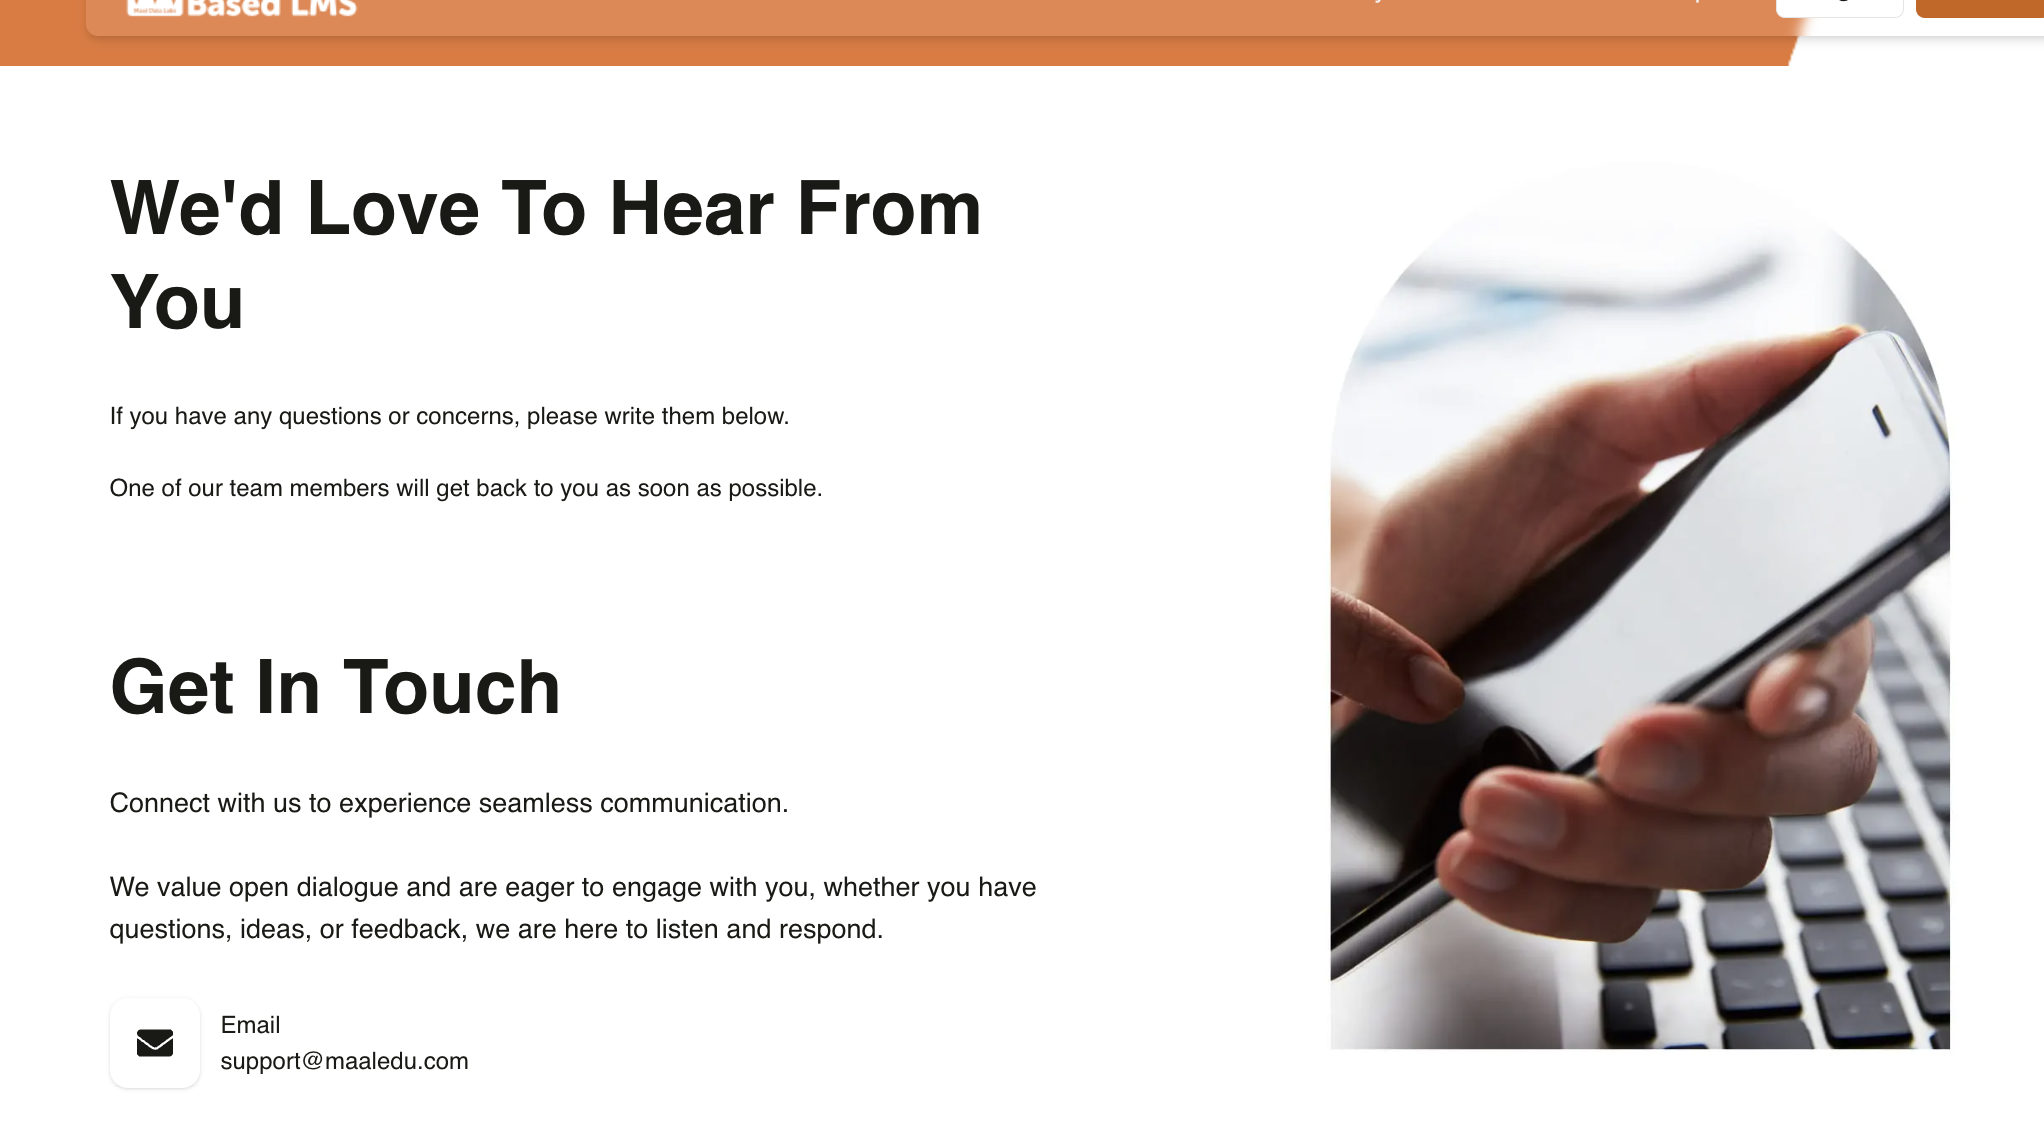 Based LMS
We'd Love To Hear From
You
If you have any questions or concerns, please write them below.
One of our team members will get back to you as soon as possible.
Get In Touch
Connect with us to experience seamless communication.
We value open dialogue and are eager to engage with you, whether you have
questions, ideas, or feedback, we are here to listen and respond.
Email
support@maaledu.com